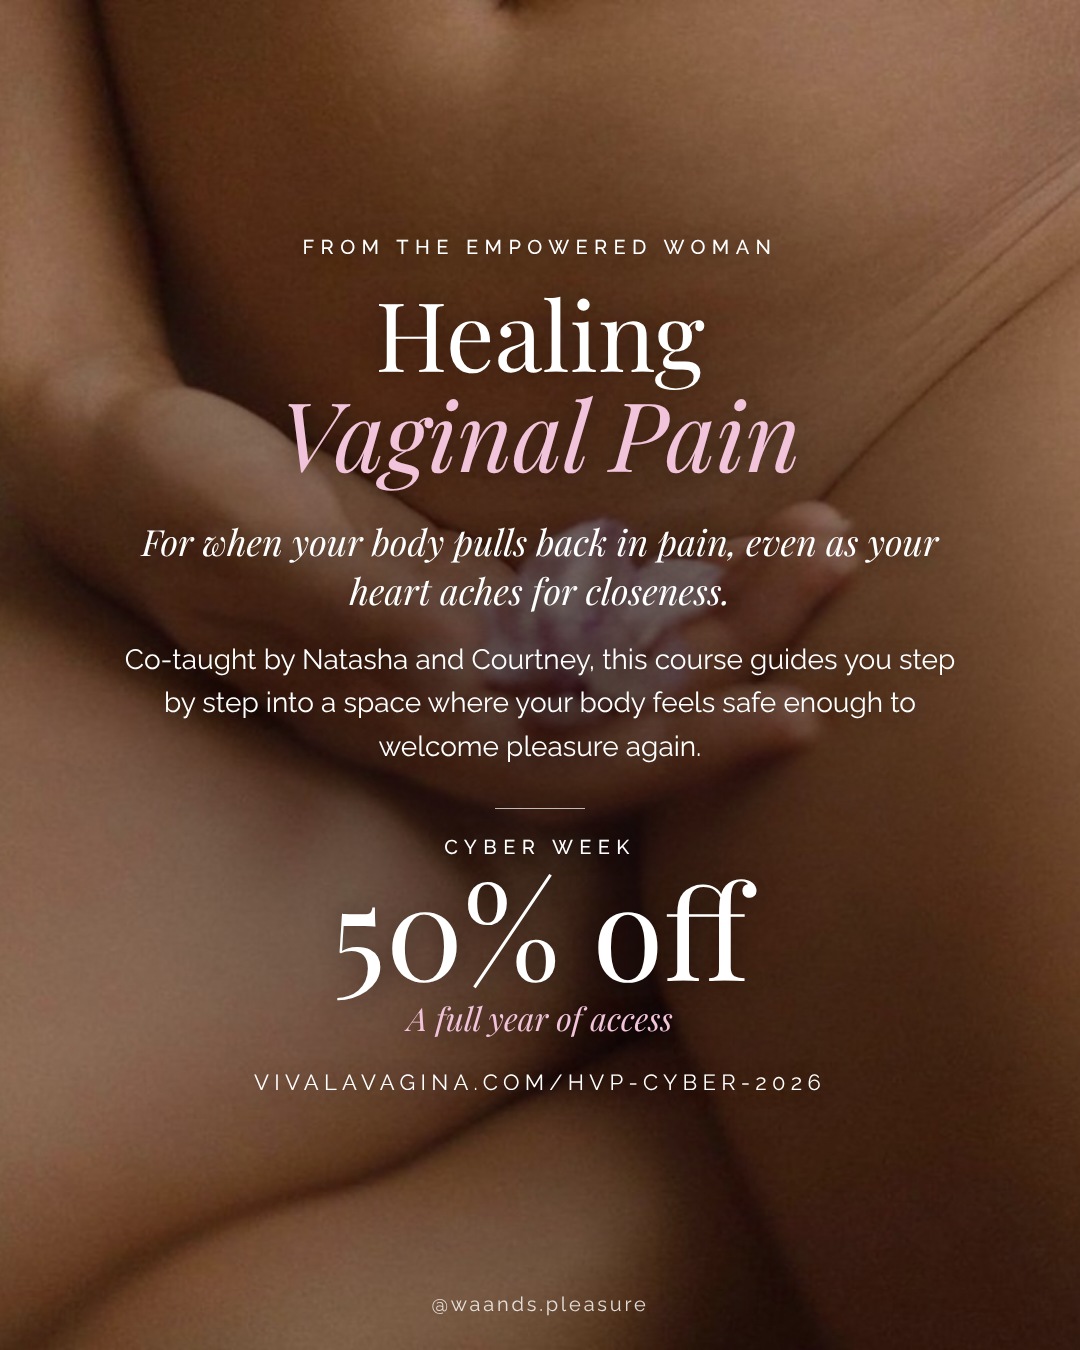 FROM THE EMPOWERED WOMAN
Healing
Vaginal Pain
For when your body pulls back in pain, even as your
heart aches for closeness.
Co-taught by Natasha and Courtney, this course guides you step
by step into a space where your body feels safe enough to
welcome pleasure again.
CYBER WEEK
50% off
A full year of access
VIVALAVAGINA.COM/HVP-CYBER-2026
@waands.pleasure